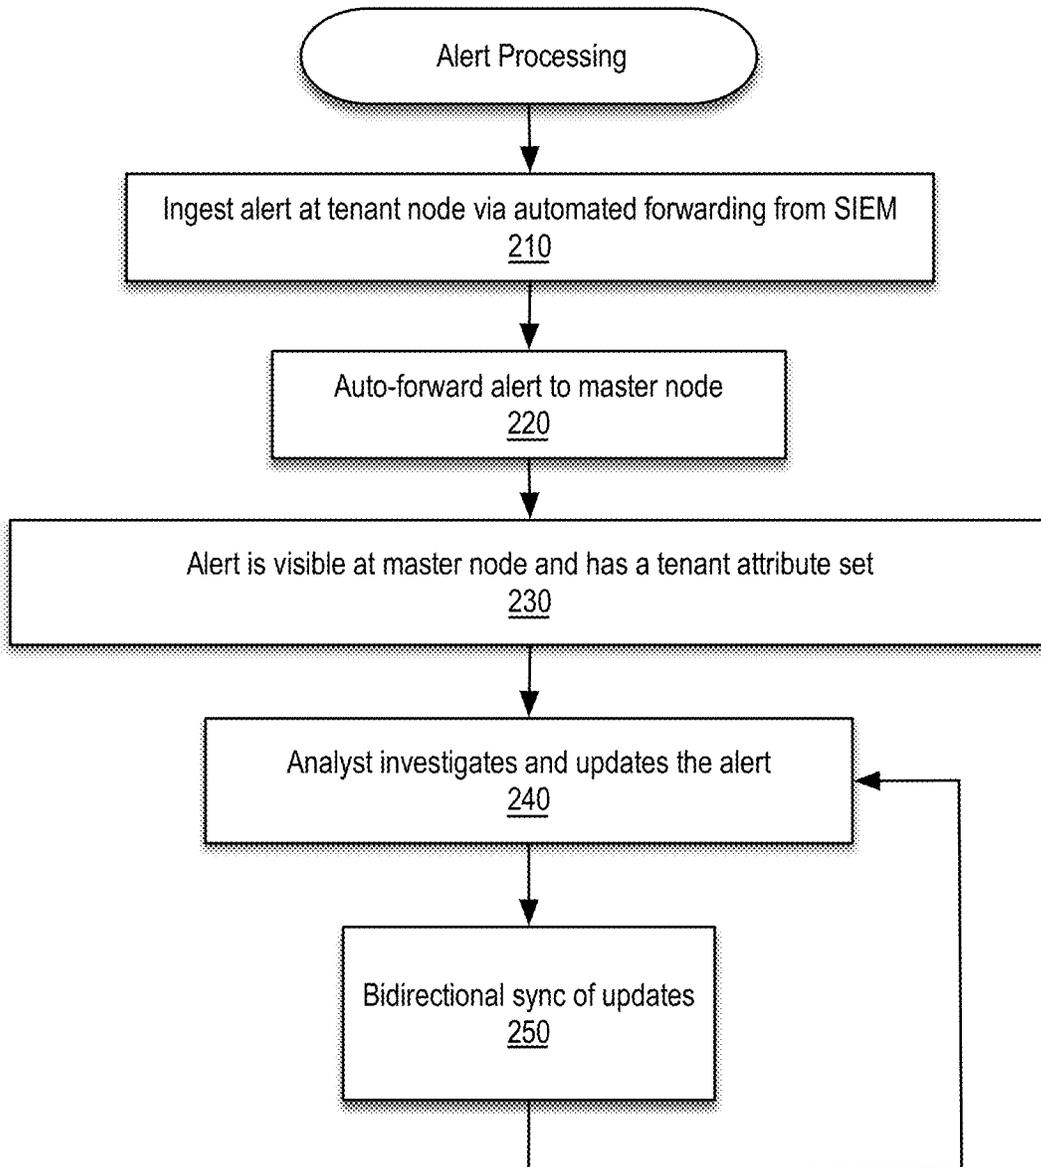 Alert Processing
Ingest alert at tenant node via automated forwarding from SIEM
210
Auto-forward alert to master node
220
Alert is visible at master node and has a tenant attribute set
230
Analyst investigates and updates the alert
240
Bidirectional sync of updates
250